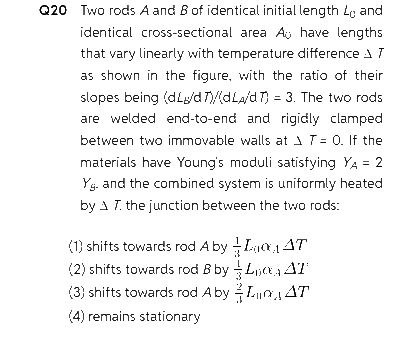 Q20 Two rods A and B of identical initial length L₀ and
identical cross-sectional area A₀ have lengths
that vary linearly with temperature difference Δ T
as shown in the figure, with the ratio of their
slopes being (dL_B/dT)/(dL_A/dT) = 3. The two rods
are welded end-to-end and rigidly clamped
between two immovable walls at Δ T = 0. If the
materials have Young's moduli satisfying Y_A = 2
Y_B. and the combined system is uniformly heated
by Δ T. the junction between the two rods:
(1) shifts towards rod A by \frac{1}{3} L₀α_A ΔT
(2) shifts towards rod B by \frac{1}{3} L₀α_A ΔT
(3) shifts towards rod A by \frac{2}{3} L₀α_A ΔT
(4) remains stationary